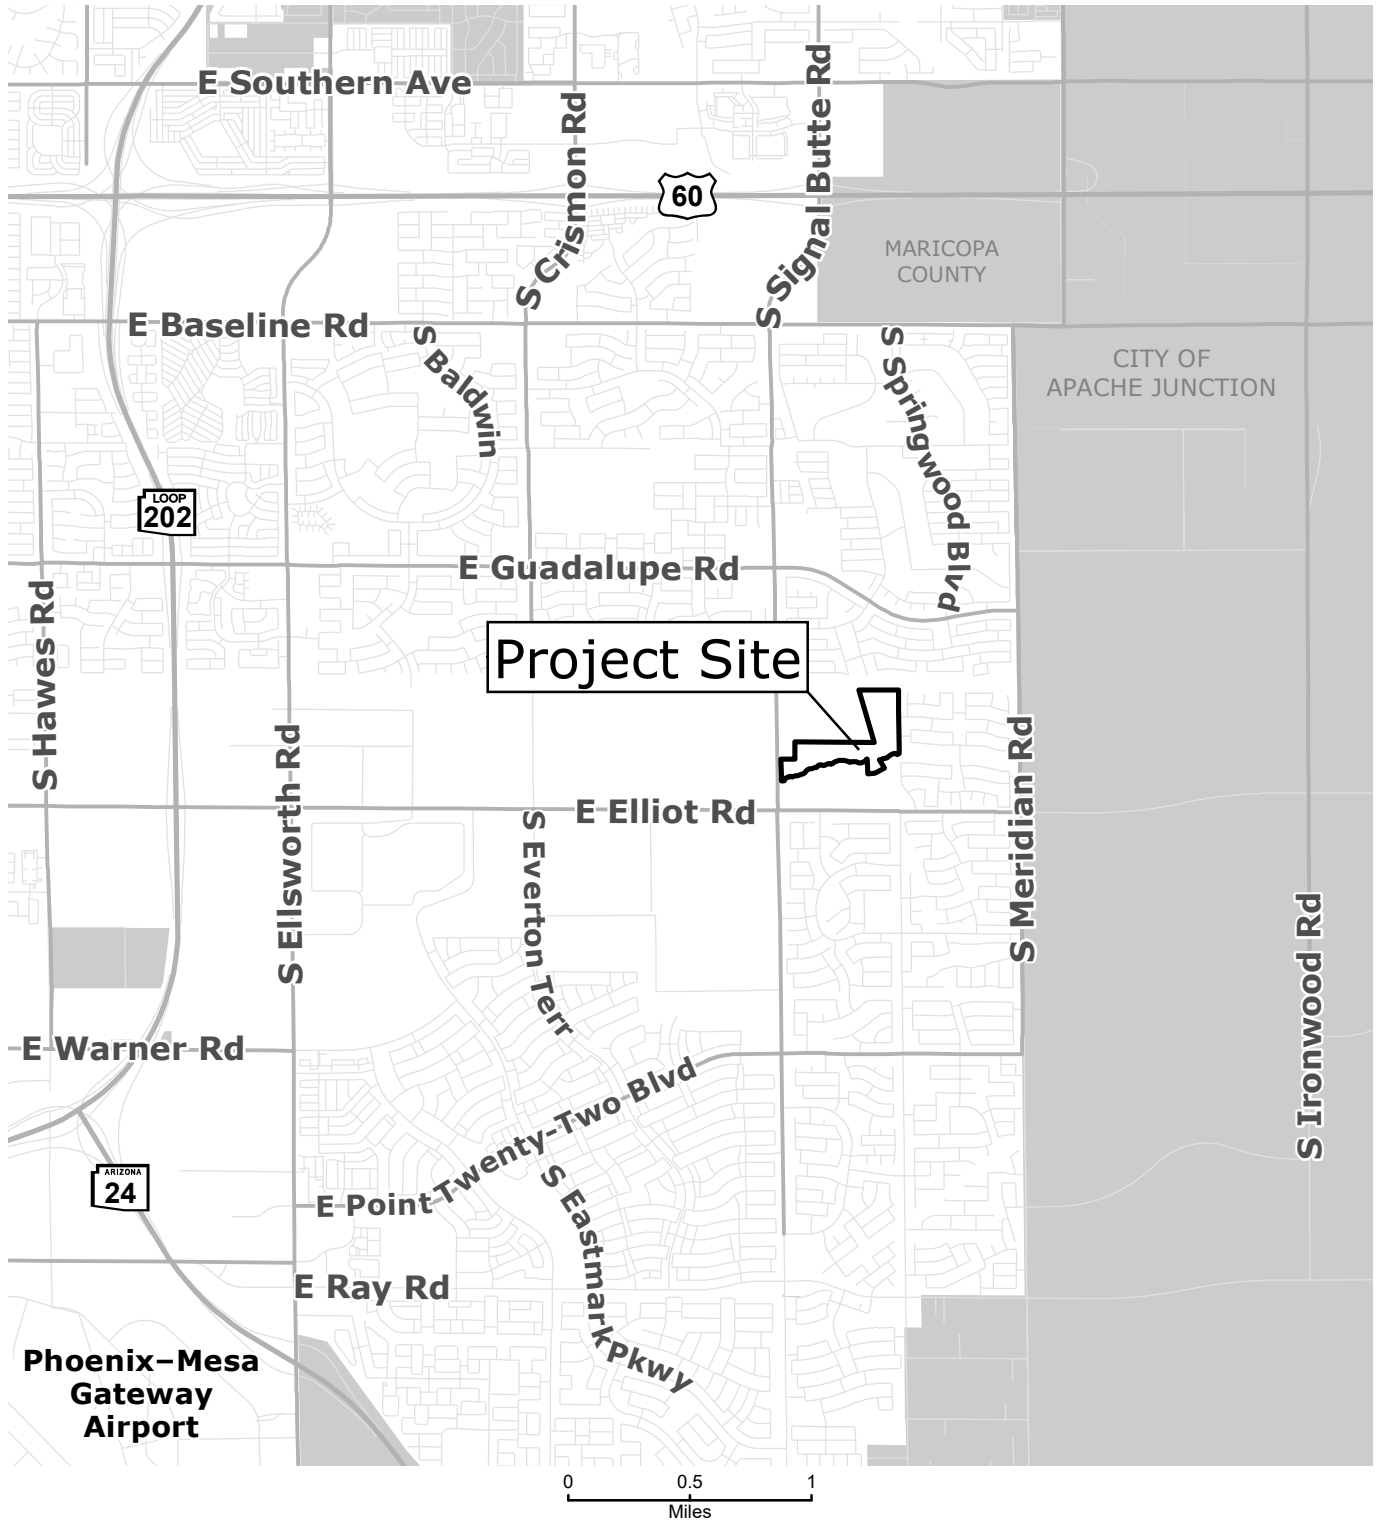 E Southern Ave
S Crismon Rd
S Signal Butte Rd
60
MARICOPA
COUNTY
E Baseline Rd
S Baldwin
S Springwood Blvd
CITY OF
APACHE JUNCTION
LOOP
202
E Guadalupe Rd
S Hawes Rd
Project Site
S Ellsworth Rd
S Meridian Rd
E Elliot Rd
S Everton Terr
S Ironwood Rd
E Warner Rd
E Point Twenty-Two Blvd
ARIZONA
24
S Eastmark Pkwy
E Ray Rd
Phoenix–Mesa
Gateway
Airport
0 0.5 1
Miles